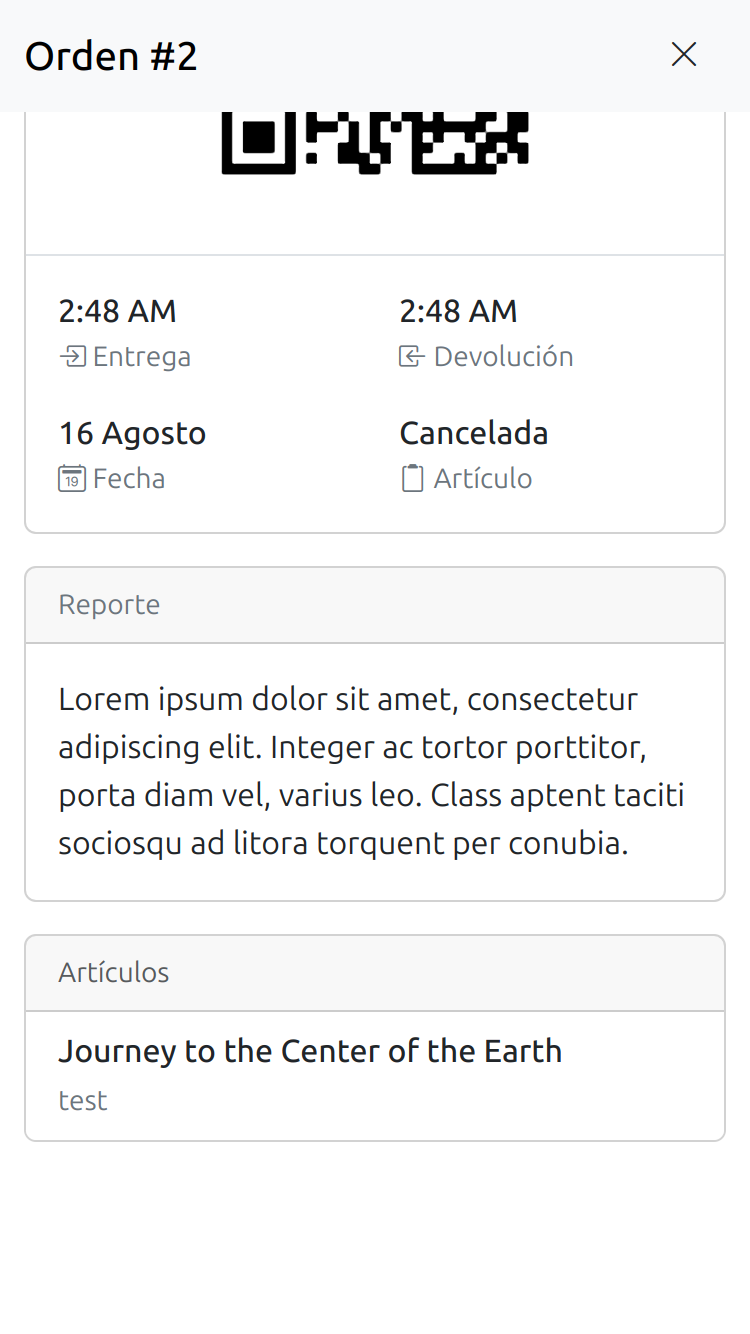 Orden #2
2:48 AM
Entrega
2:48 AM
Devolución
16 Agosto
19
Fecha
Cancelada
Artículo
Reporte
Lorem ipsum dolor sit amet, consectetur
adipiscing elit. Integer ac tortor porttitor,
porta diam vel, varius leo. Class aptent taciti
sociosqu ad litora torquent per conubia.
Artículos
Journey to the Center of the Earth
test